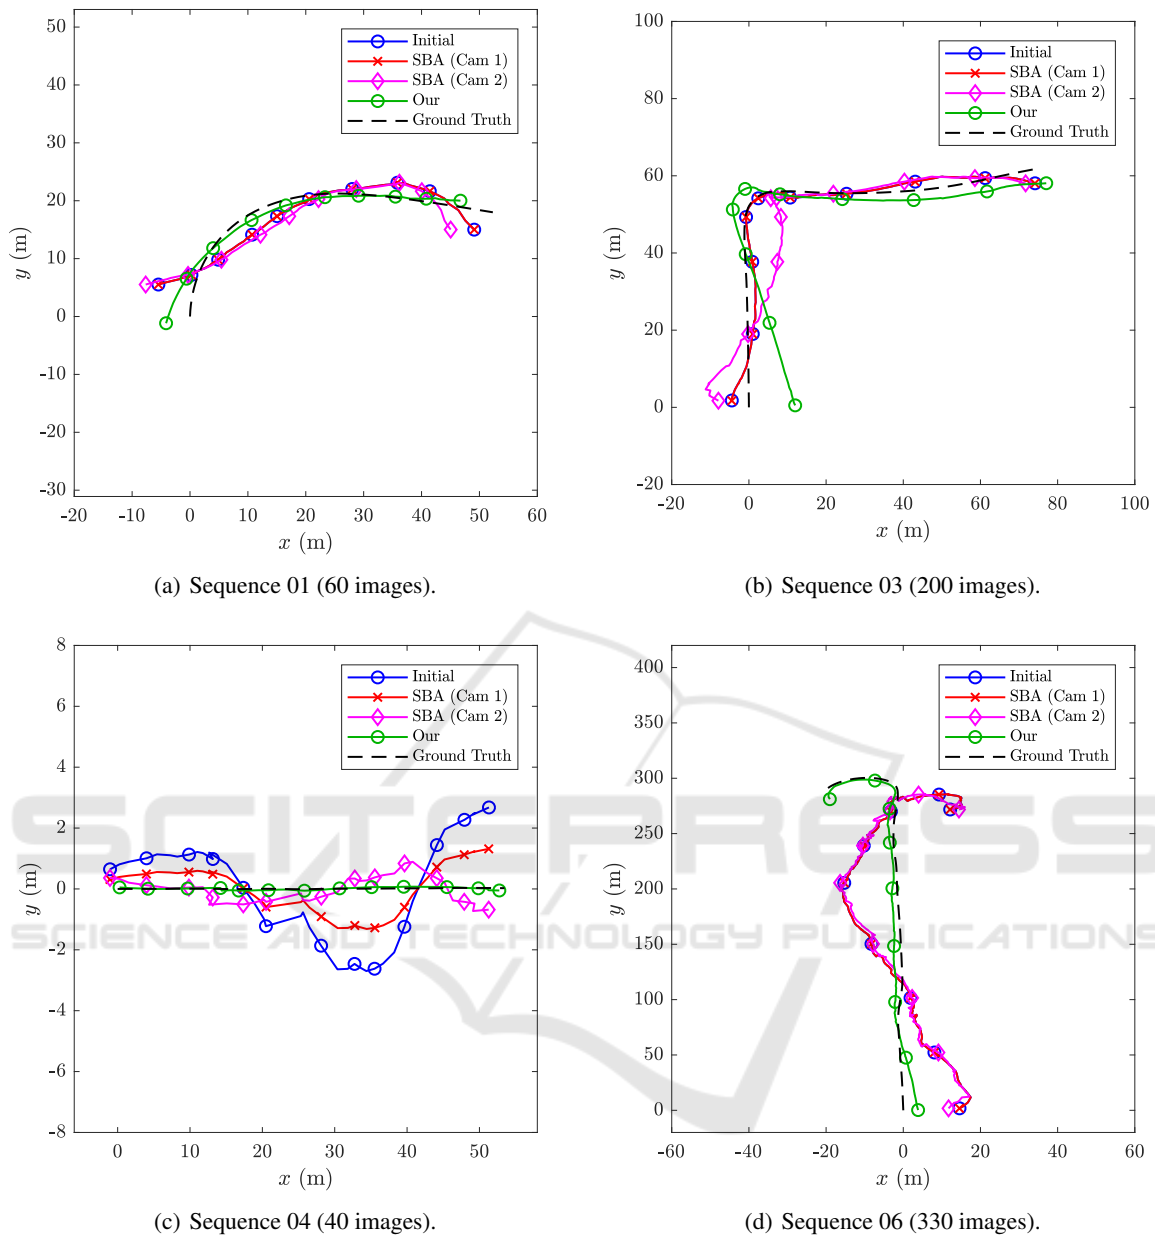 50
40
30
20
10
0
-10
-20
-30
y (m)
-20
-10
0
10
20
30
40
50
60
x (m)
Initial
SBA (Cam 1)
SBA (Cam 2)
Our
Ground Truth
(a) Sequence 01 (60 images).
100
80
60
40
20
0
-20
y (m)
-20
0
20
40
60
80
100
x (m)
Initial
SBA (Cam 1)
SBA (Cam 2)
Our
Ground Truth
(b) Sequence 03 (200 images).
8
6
4
2
0
-2
-4
-6
-8
y (m)
0
10
20
30
40
50
x (m)
Initial
SBA (Cam 1)
SBA (Cam 2)
Our
Ground Truth
(c) Sequence 04 (40 images).
400
350
300
250
200
150
100
50
0
y (m)
-60
-40
-20
0
20
40
60
x (m)
Initial
SBA (Cam 1)
SBA (Cam 2)
Our
Ground Truth
(d) Sequence 06 (330 images).
SCITEPRESS
SCIENCE AND TECHNOLOGY PUBLICATIONS